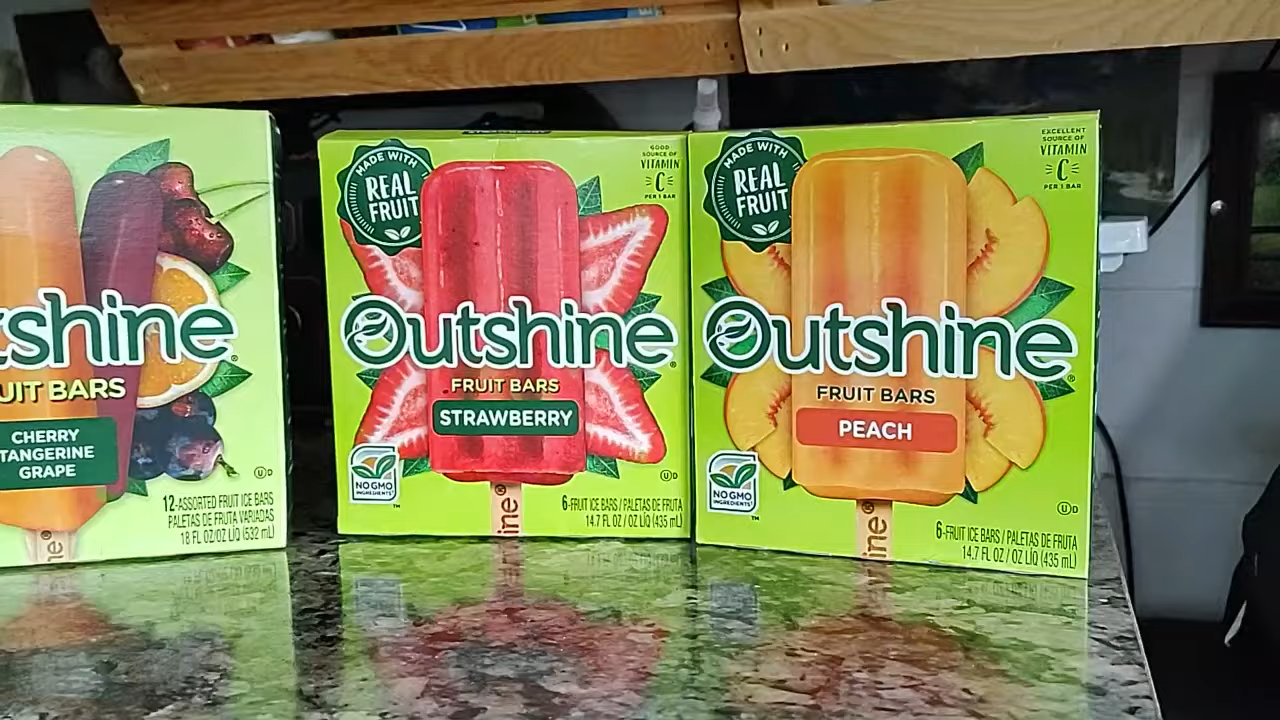 tshine
UIT BARS
CHERRY
TANGERINE
GRAPE
12-ASSORTED FRUIT ICE BARS
PALETAS DE FRUTA VARIADAS
18 FL OZ/OZ LÍQ (532 mL)
MADE WITH
REAL
FRUIT
GOOD
SOURCE OF
VITAMIN
C
PER 1 BAR
Outshine
FRUIT BARS
STRAWBERRY
NO GMO
INGREDIENTS
6-FRUIT ICE BARS / PALETAS DE FRUTA
14.7 FL OZ / OZ LÍQ (435 mL)
ine®
MADE WITH
REAL
FRUIT
EXCELLENT
SOURCE OF
VITAMIN
C
PER 1 BAR
Outshine
FRUIT BARS
PEACH
NO GMO
INGREDIENTS
6-FRUIT ICE BARS / PALETAS DE FRUTA
14.7 FL OZ / OZ LÍQ (435 mL)
ine®